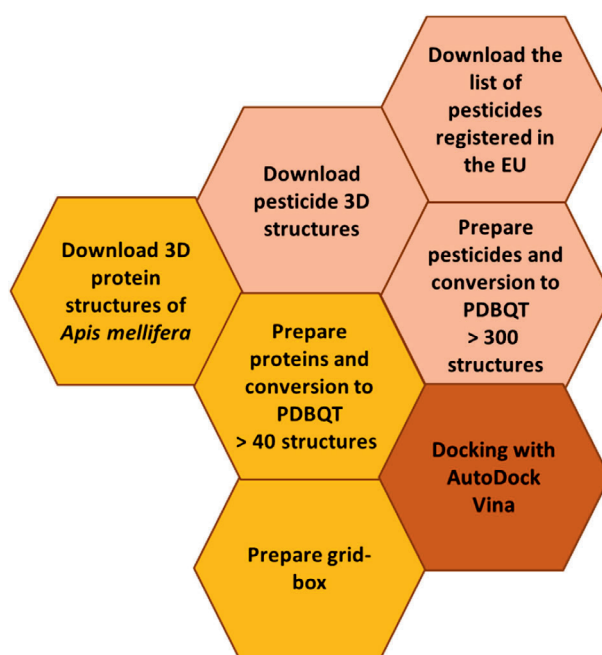 Download the
list of
pesticides
registered in
the EU
Download
pesticide 3D
structures
Prepare
pesticides and
conversion to
PDBQT
> 300
structures
Download 3D
protein
structures of
Apis mellifera
Prepare
proteins and
conversion to
PDBQT
> 40 structures
Docking with
AutoDock
Vina
Prepare grid-
box